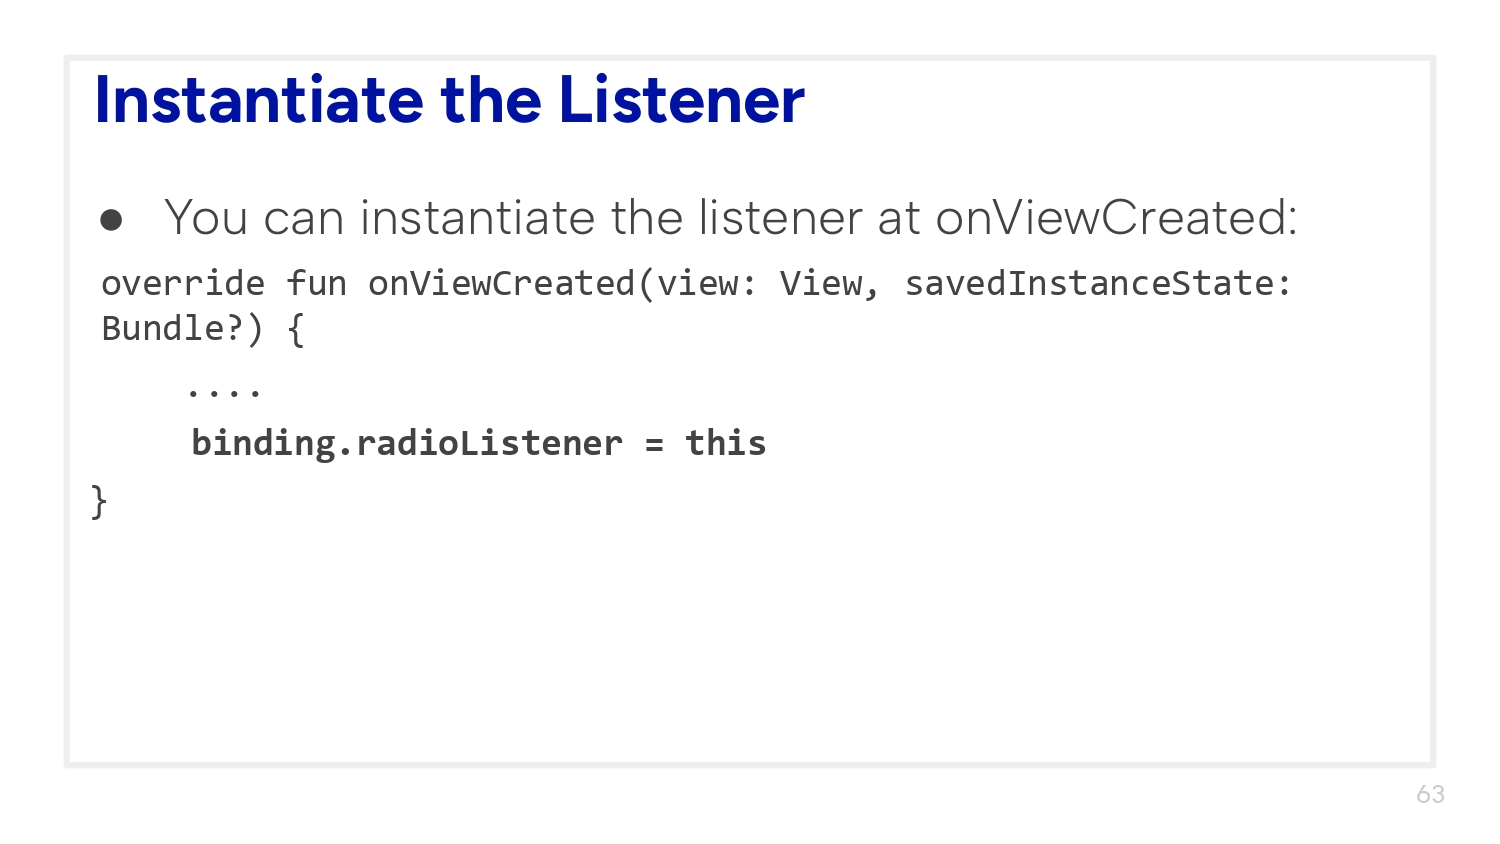 Instantiate the Listener
● You can instantiate the listener at onViewCreated:
override fun onViewCreated(view: View, savedInstanceState:
Bundle?) {
....
binding.radioListener = this
}
63